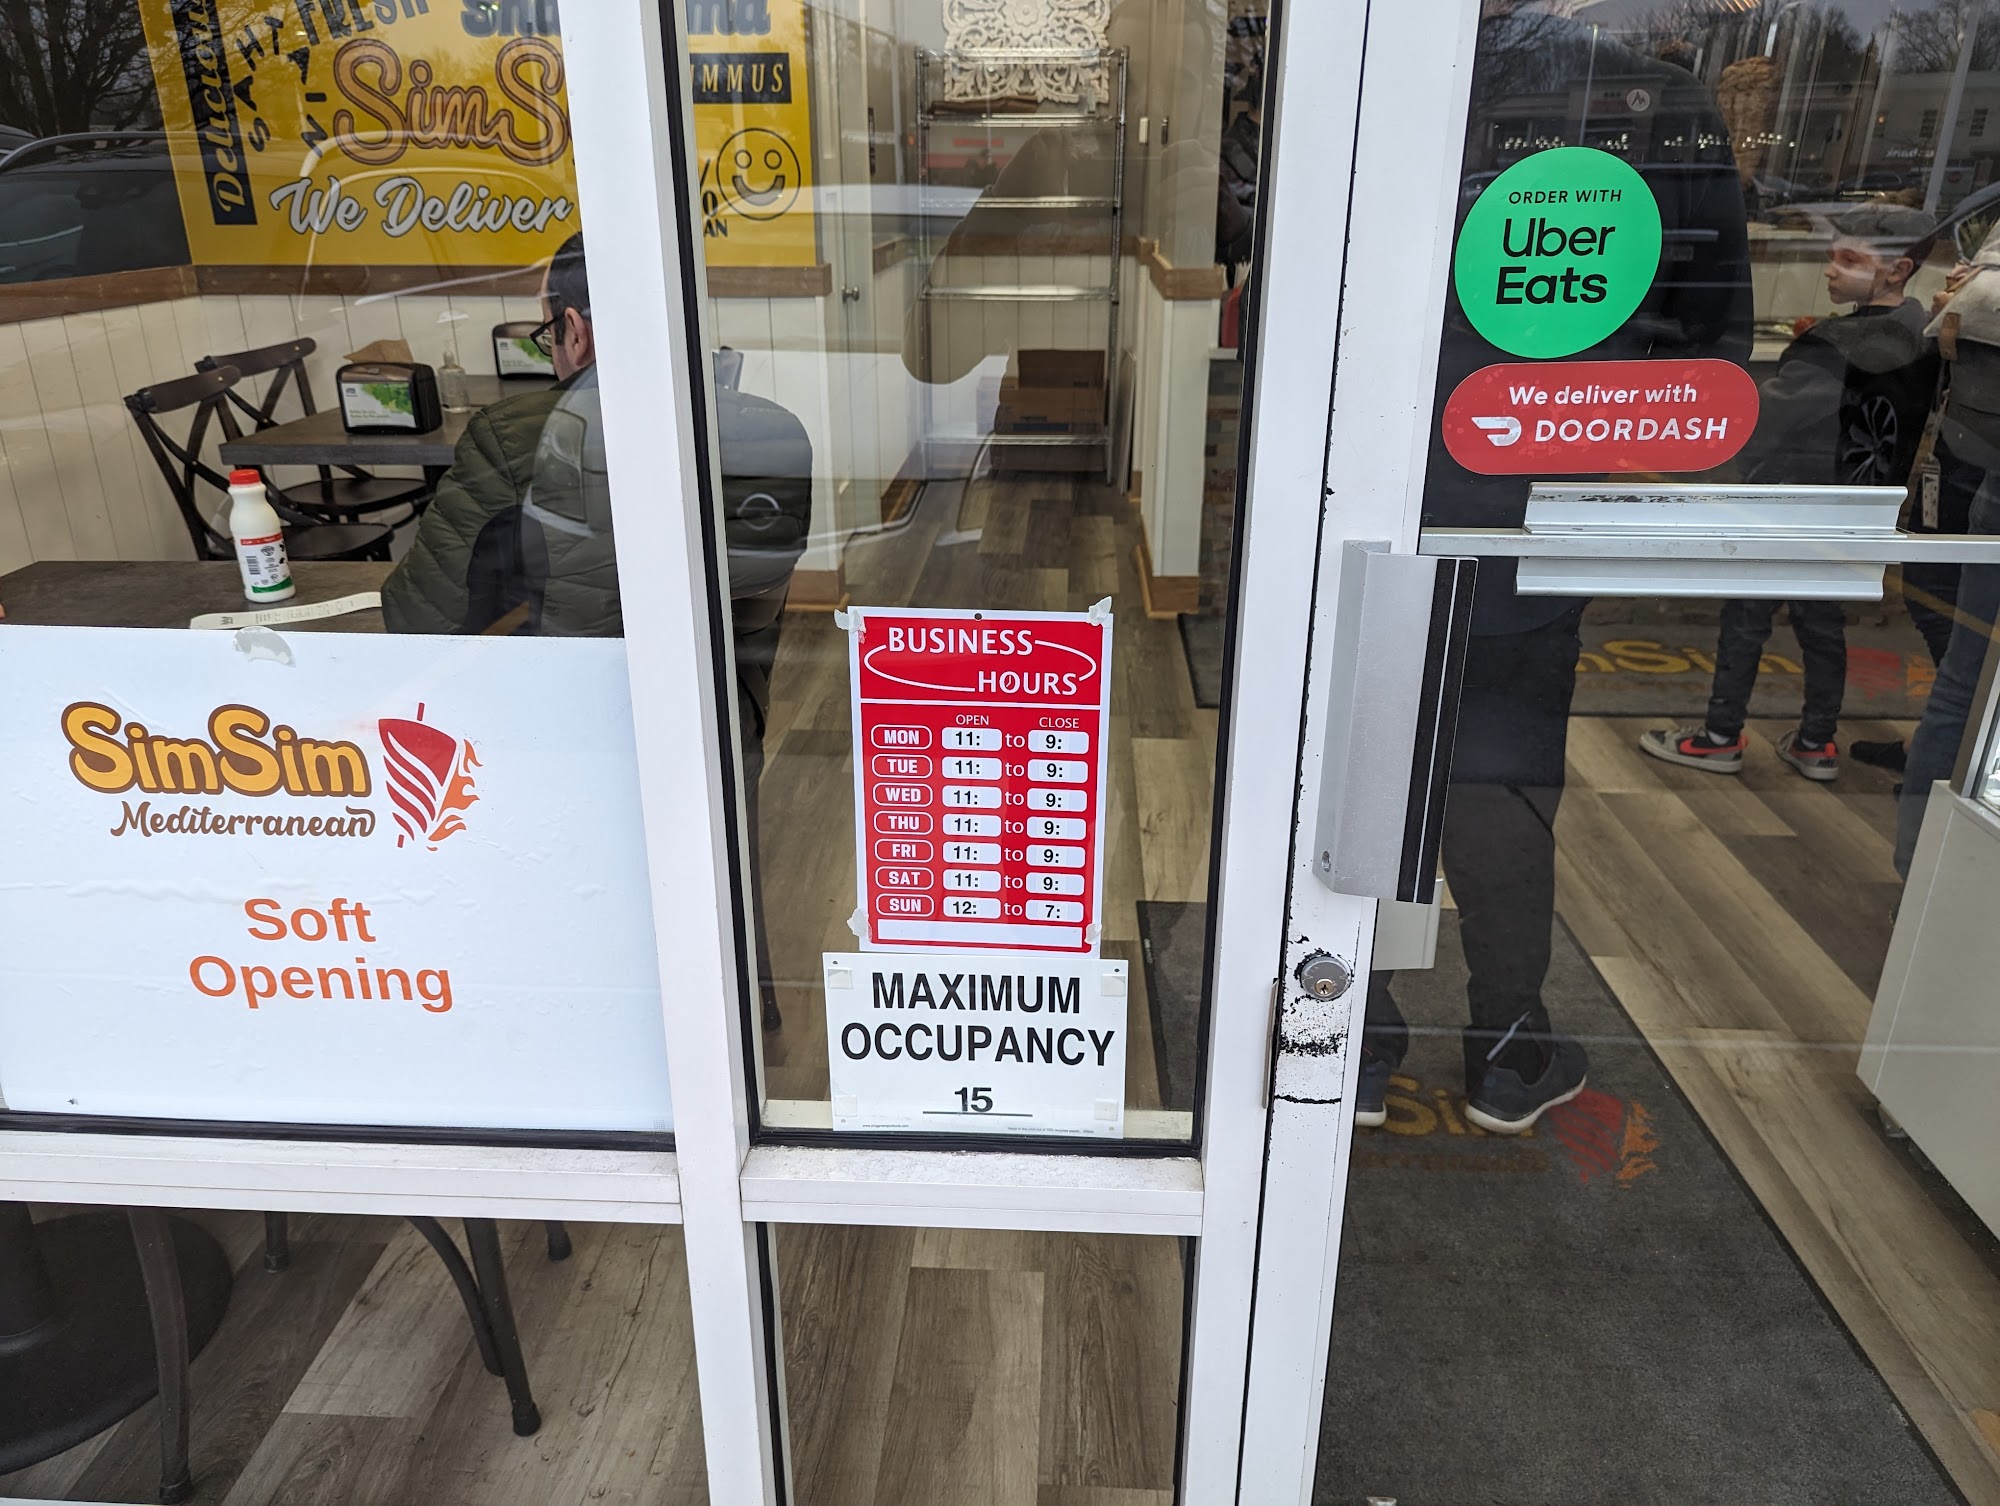 Delicious
FRESH
SimS
We Deliver
MMUS
SimSim
Mediterranean
Soft
Opening
BUSINESS
HOURS
OPEN CLOSE
MON 11: to 9:
TUE 11: to 9:
WED 11: to 9:
THU 11: to 9:
FRI 11: to 9:
SAT 11: to 9:
SUN 12: to 7:
MAXIMUM
OCCUPANCY
15
ORDER WITH
Uber
Eats
We deliver with
DOORDASH